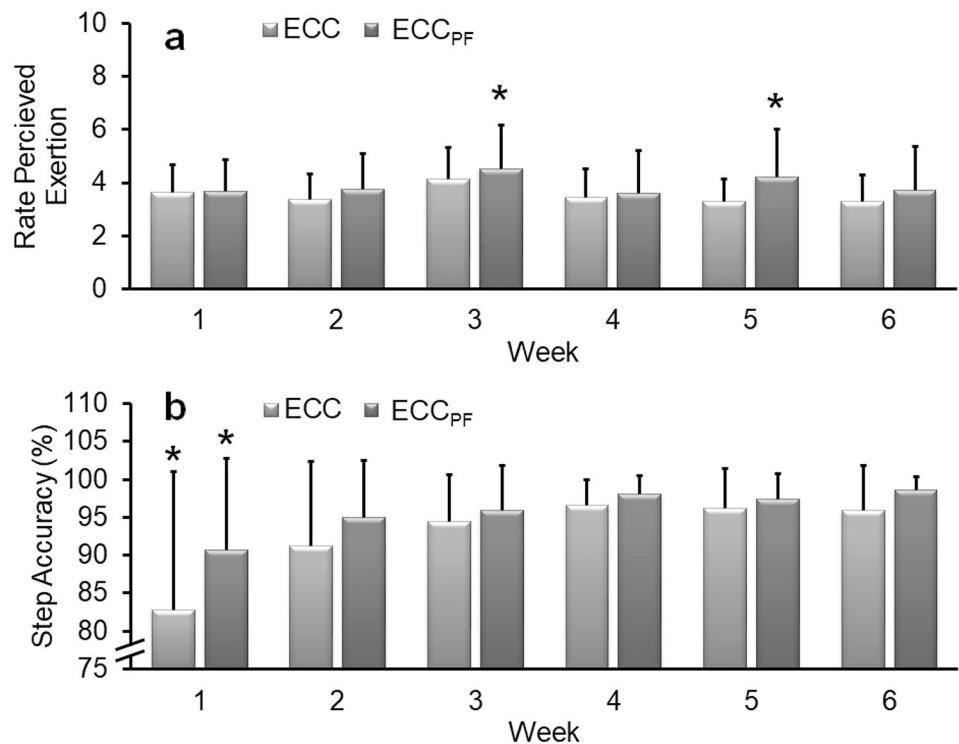 a
ECC ECCPF
Rate Percieved
Exertion
10
8
6
4
2
0
*
*
1 2 3 4 5 6
Week
b
ECC ECCPF
Step Accuracy (%)
110
105
100
95
90
85
80
75
*
*
1 2 3 4 5 6
Week